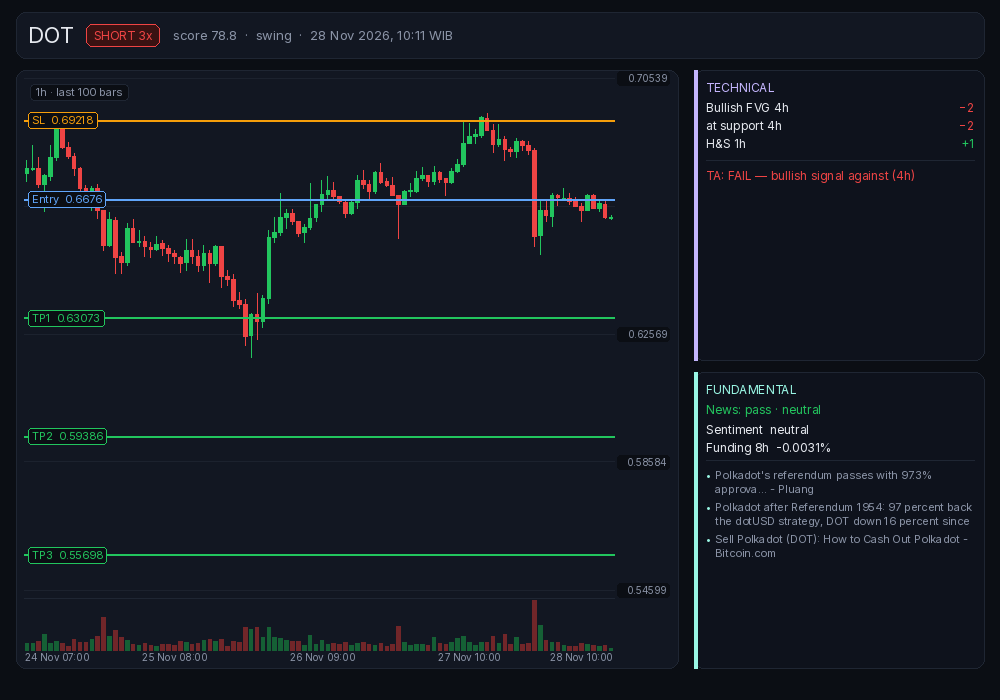 DOT SHORT 3x score 78.8 · swing · 28 Nov 2026, 10:11 WIB
1h · last 100 bars
0.70539
SL 0.69218
Entry 0.6676
TP1 0.63073
0.62569
TP2 0.59386
0.58584
TP3 0.55698
0.54599
24 Nov 07:00 25 Nov 08:00 26 Nov 09:00 27 Nov 10:00 28 Nov 10:00
TECHNICAL
Bullish FVG 4h −2
at support 4h −2
H&S 1h +1
TA: FAIL — bullish signal against (4h)
FUNDAMENTAL
News: pass · neutral
Sentiment neutral
Funding 8h -0.0031%
• Polkadot's referendum passes with 97.3%
approva... - Pluang
• Polkadot after Referendum 1954: 97 percent back
the dotUSD strategy, DOT down 16 percent since
• Sell Polkadot (DOT): How to Cash Out Polkadot -
Bitcoin.com